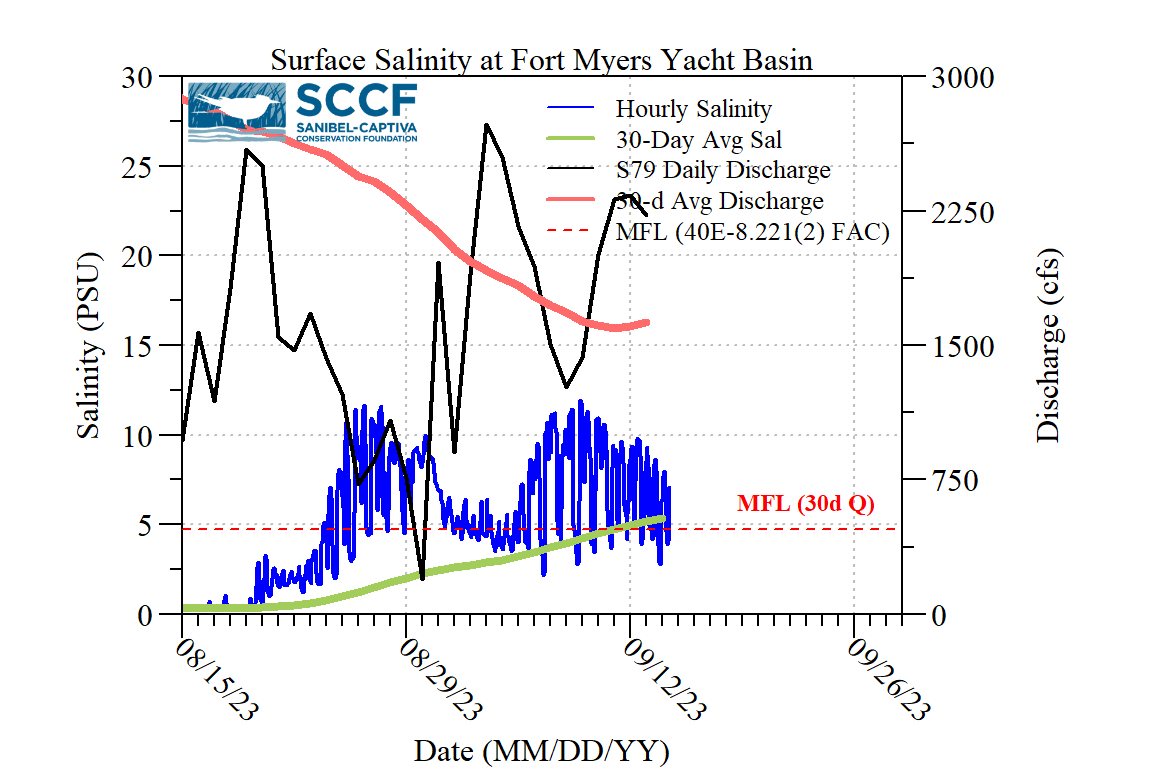 Surface Salinity at Fort Myers Yacht Basin
SCCF
SANIBEL-CAPTIVA
CONSERVATION FOUNDATION
Hourly Salinity
30-Day Avg Sal
S79 Daily Discharge
30-d Avg Discharge
MFL (40E-8.221(2) FAC)
MFL (30d Q)
Salinity (PSU)
30
25
20
15
10
5
0
3000
2250
1500
750
0
Discharge (cfs)
08/15/23
08/29/23
09/12/23
09/26/23
Date (MM/DD/YY)